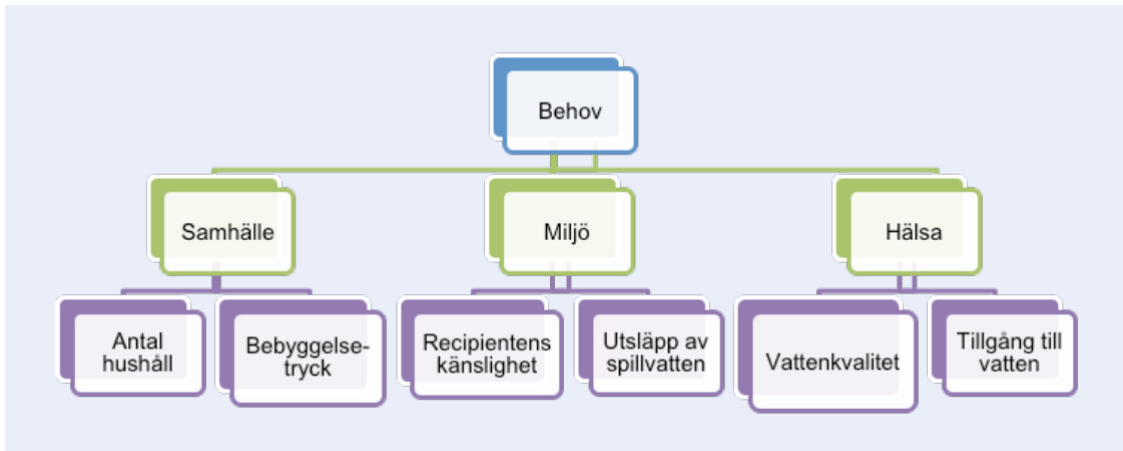 Behov
Samhälle
Miljö
Hälsa
Antal
hushåll
Bebyggelse-
tryck
Recipientens
känslighet
Utsläpp av
spillvatten
Vattenkvalitet
Tillgång till
vatten